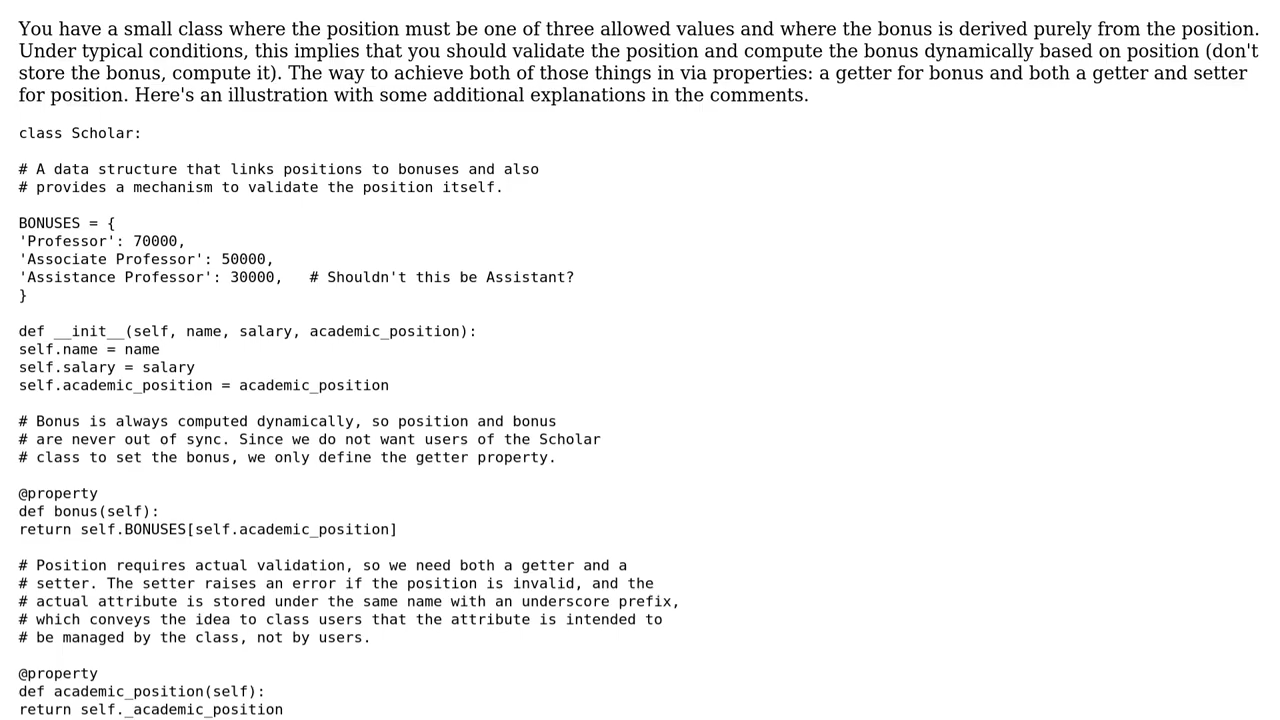 You have a small class where the position must be one of three allowed values and where the bonus is derived purely from the position.
Under typical conditions, this implies that you should validate the position and compute the bonus dynamically based on position (don't
store the bonus, compute it). The way to achieve both of those things in via properties: a getter for bonus and both a getter and setter
for position. Here's an illustration with some additional explanations in the comments.
class Scholar:
# A data structure that links positions to bonuses and also
# provides a mechanism to validate the position itself.
BONUSES = {
'Professor': 70000,
'Associate Professor': 50000,
'Assistance Professor': 30000,   # Shouldn't this be Assistant?
}
def __init__(self, name, salary, academic_position):
self.name = name
self.salary = salary
self.academic_position = academic_position
# Bonus is always computed dynamically, so position and bonus
# are never out of sync. Since we do not want users of the Scholar
# class to set the bonus, we only define the getter property.
@property
def bonus(self):
return self.BONUSES[self.academic_position]
# Position requires actual validation, so we need both a getter and a
# setter. The setter raises an error if the position is invalid, and the
# actual attribute is stored under the same name with an underscore prefix,
# which conveys the idea to class users that the attribute is intended to
# be managed by the class, not by users.
@property
def academic_position(self):
return self._academic_position